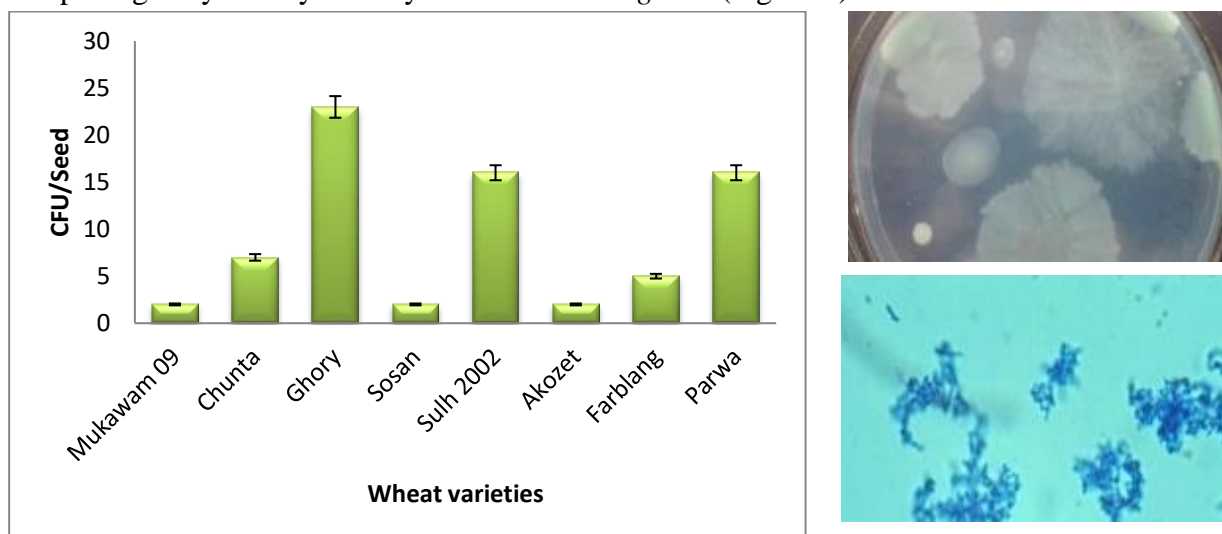 30
25
20
15
10
5
0
CFU/Seed
Mukawam 09
Chunta
Ghory
Sosan
Sulh 2002
Akozet
Farblang
Parwa
Wheat varieties